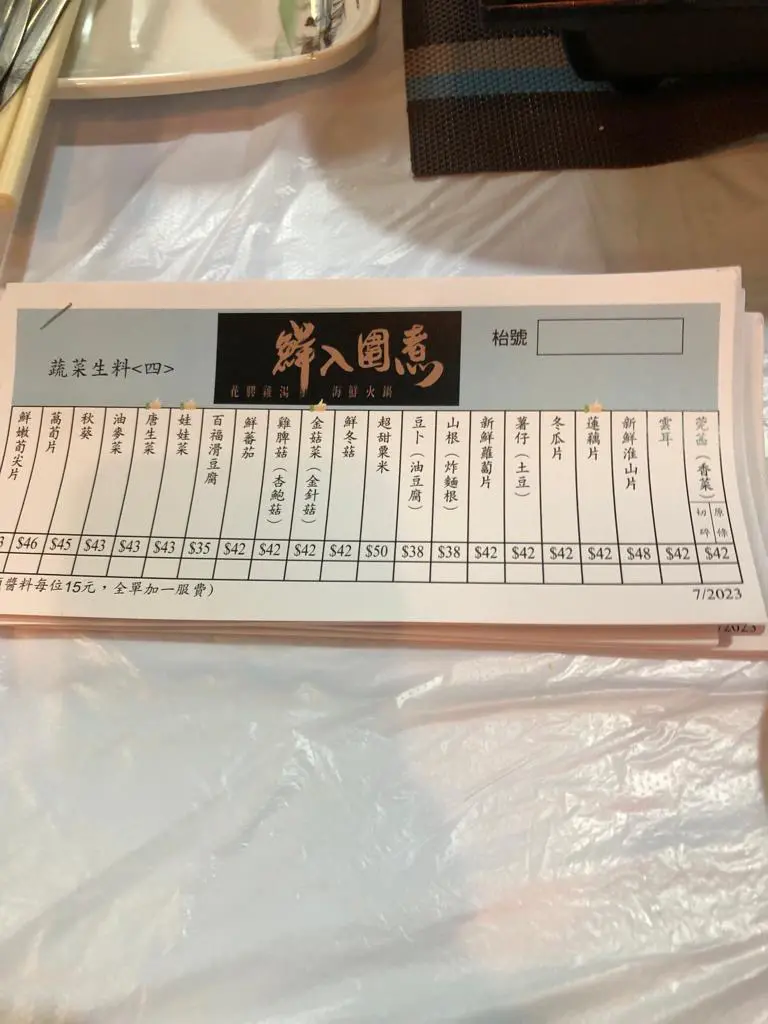 蔬菜生料<四>
鮮入圍煮
花膠雞湯
海鮮火鍋
枱號
芫茜（香菜）
原條
切碎
$42
雲耳
$42
新鮮淮山片
$48
蓮藕片
$42
冬瓜片
$42
薯仔（土豆）
$42
新鮮蘿蔔片
$42
山根（炸麵根）
$38
豆卜（油豆腐）
$38
超甜粟米
$50
鮮冬菇
$42
金菇菜（金針菇）
$42
雞脾菇（杏鮑菇）
$42
鮮蕃茄
$42
百福滑豆腐
$35
娃娃菜
$43
唐生菜
$43
油麥菜
$43
秋葵
$43
萵荀片
$45
鮮嫩荀尖片
$46
醬料每位15元，全單加一服費）
7/2023
7/2023